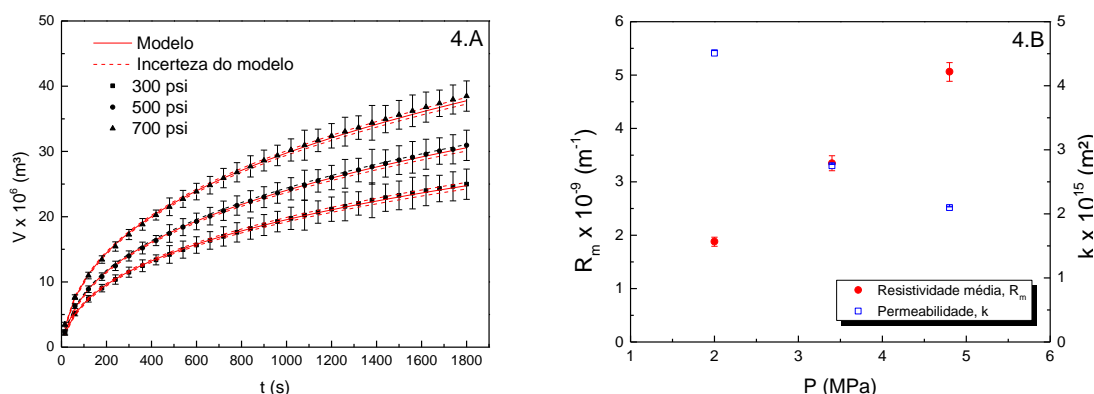 4.A
Modelo
Incerteza do modelo
300 psi
500 psi
700 psi
50
40
30
20
10
0
V x 10⁶ (m³)
0 200 400 600 800 1000 1200 1400 1600 1800
t (s)
4.B
6
5
4
3
2
1
0
Rₘ x 10⁻⁹ (m⁻¹)
5
4
3
2
1
0
k x 10¹⁵ (m²)
Resistividade média, Rₘ
Permeabilidade, k
1 2 3 4 5 6
P (MPa)